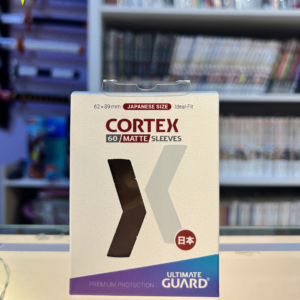 62×89mm JAPANESE SIZE Ideal-Fit
CORTEX
60 MATTE SLEEVES
日本
PREMIUM PROTECTION
ULTIMATE
GUARD